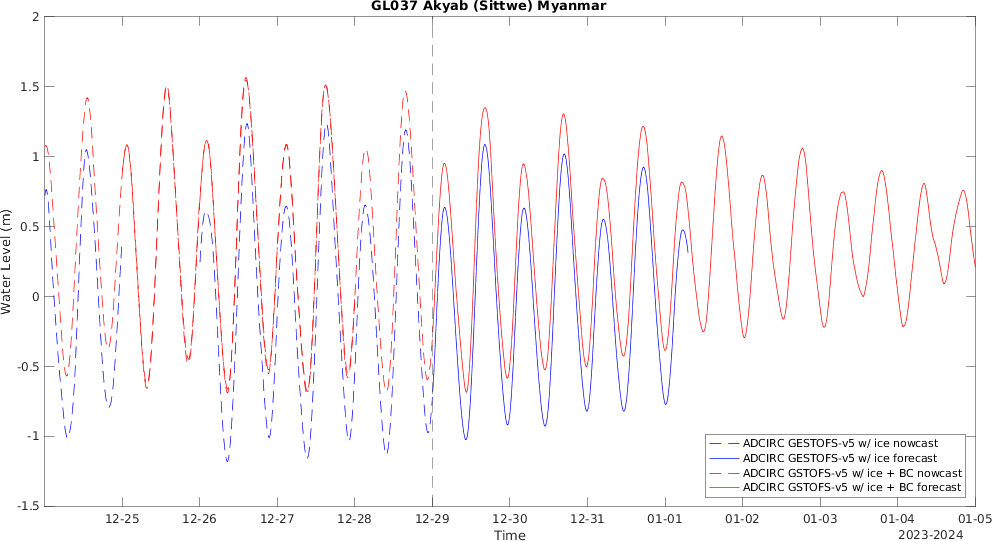 GL037 Akyab (Sittwe) Myanmar
2
1.5
1
0.5
0
-0.5
-1
-1.5
Water Level (m)
12-25 12-26 12-27 12-28 12-29 12-30 12-31 01-01 01-02 01-03 01-04 01-05
Time
2023-2024
ADCIRC GESTOFS-v5 w/ ice nowcast
ADCIRC GESTOFS-v5 w/ ice forecast
ADCIRC GSTOFS-v5 w/ ice + BC nowcast
ADCIRC GSTOFS-v5 w/ ice + BC forecast